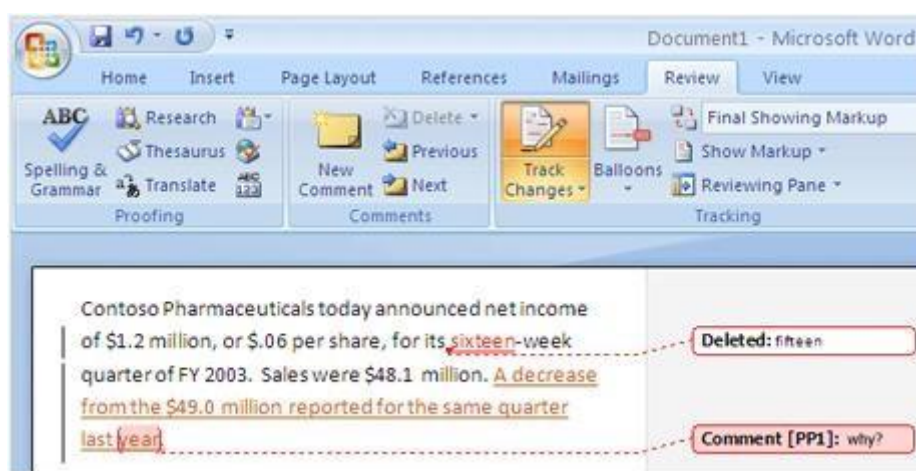 Document1 - Microsoft Word
Home Insert Page Layout References Mailings Review View
ABC
Spelling &
Grammar
Research
Thesaurus
Translate
ABC
123
Proofing
New
Comment
Delete
Previous
Next
Comments
Track
Changes
Balloons
Final Showing Markup
Show Markup
Reviewing Pane
Tracking
Contoso Pharmaceuticals today announced net income
of $1.2 million, or $.06 per share, for its sixteen-week
quarter of FY 2003. Sales were $48.1 million. A decrease
from the $49.0 million reported for the same quarter
last year.
Deleted: fifteen
Comment [PP1]: why?